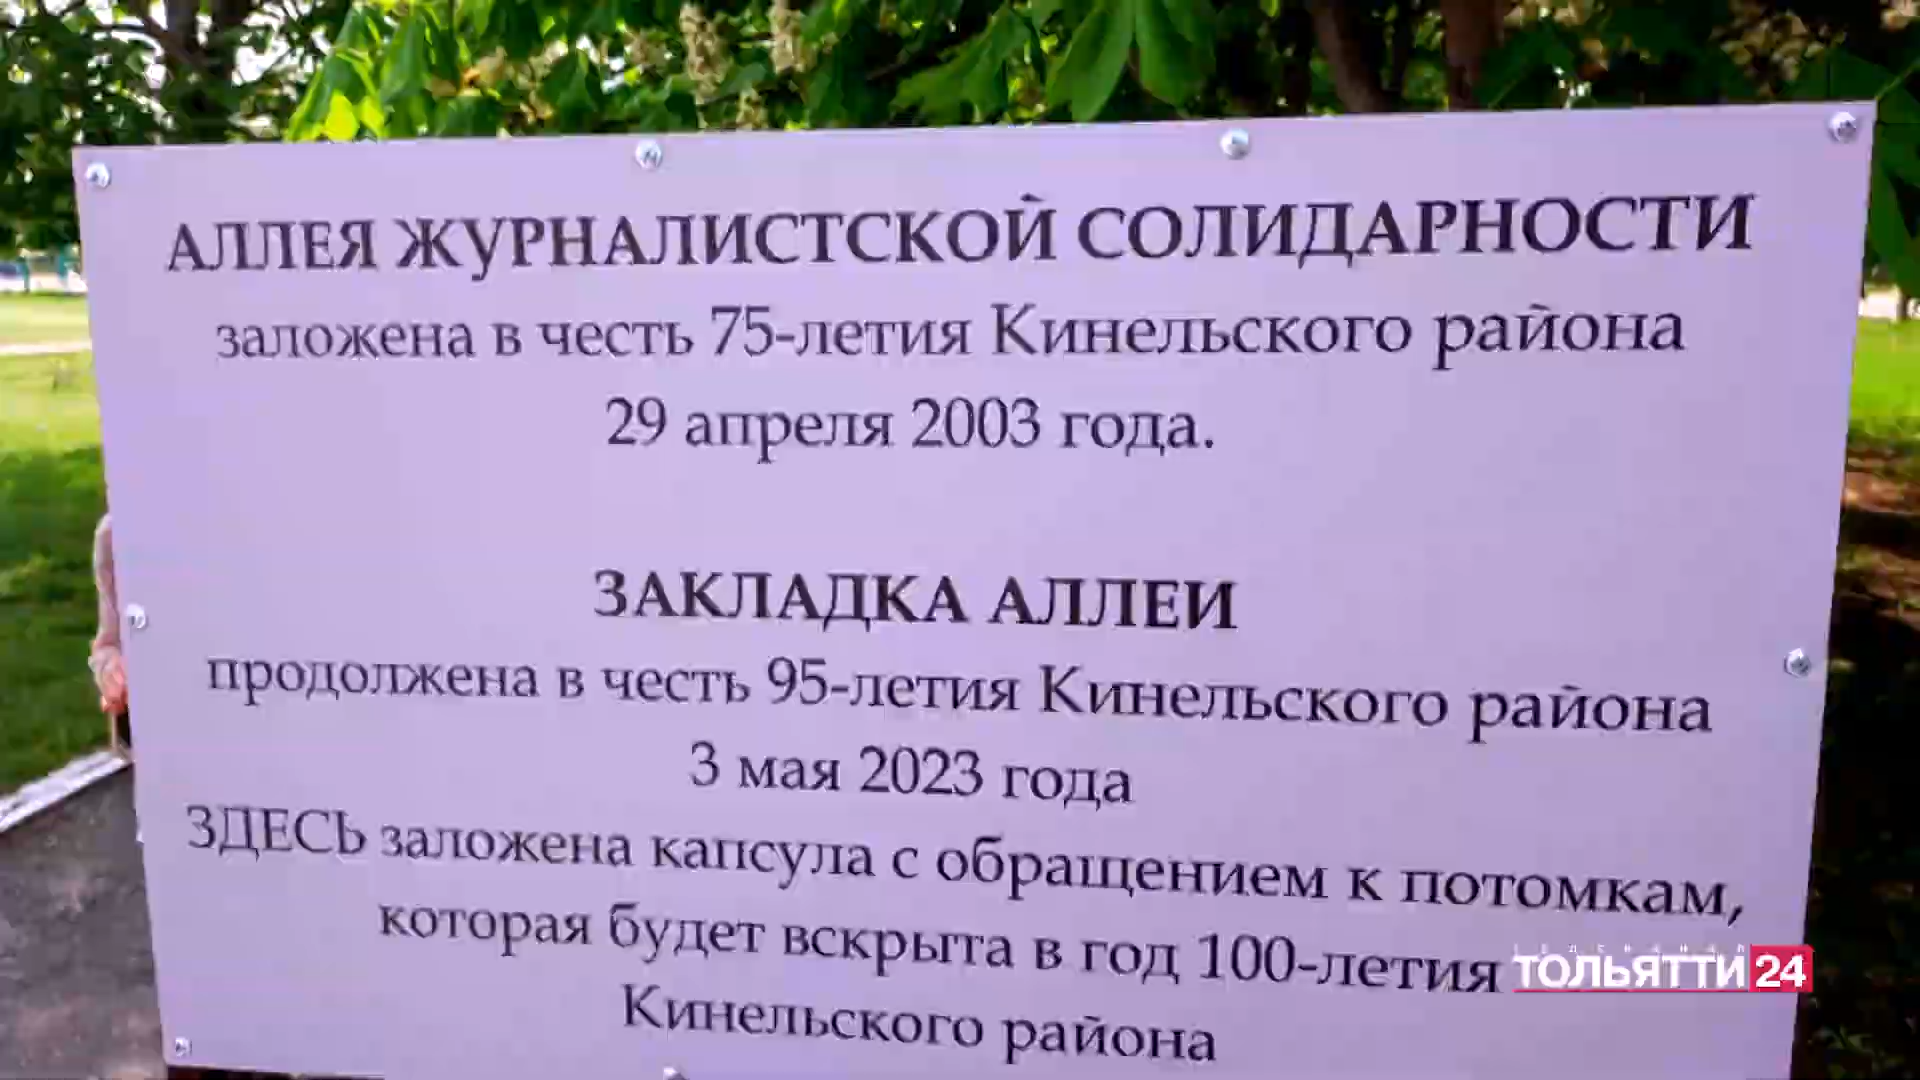 АЛЛЕЯ ЖУРНАЛИСТСКОЙ СОЛИДАРНОСТИ
заложена в честь 75-летия Кинельского района
29 апреля 2003 года.
ЗАКЛАДКА АЛЛЕИ
продолжена в честь 95-летия Кинельского района
3 мая 2023 года
ЗДЕСЬ заложена капсула с обращением к потомкам,
которая будет вскрыта в год 100-летия
Кинельского района
ТОЛЬЯТТИ 24